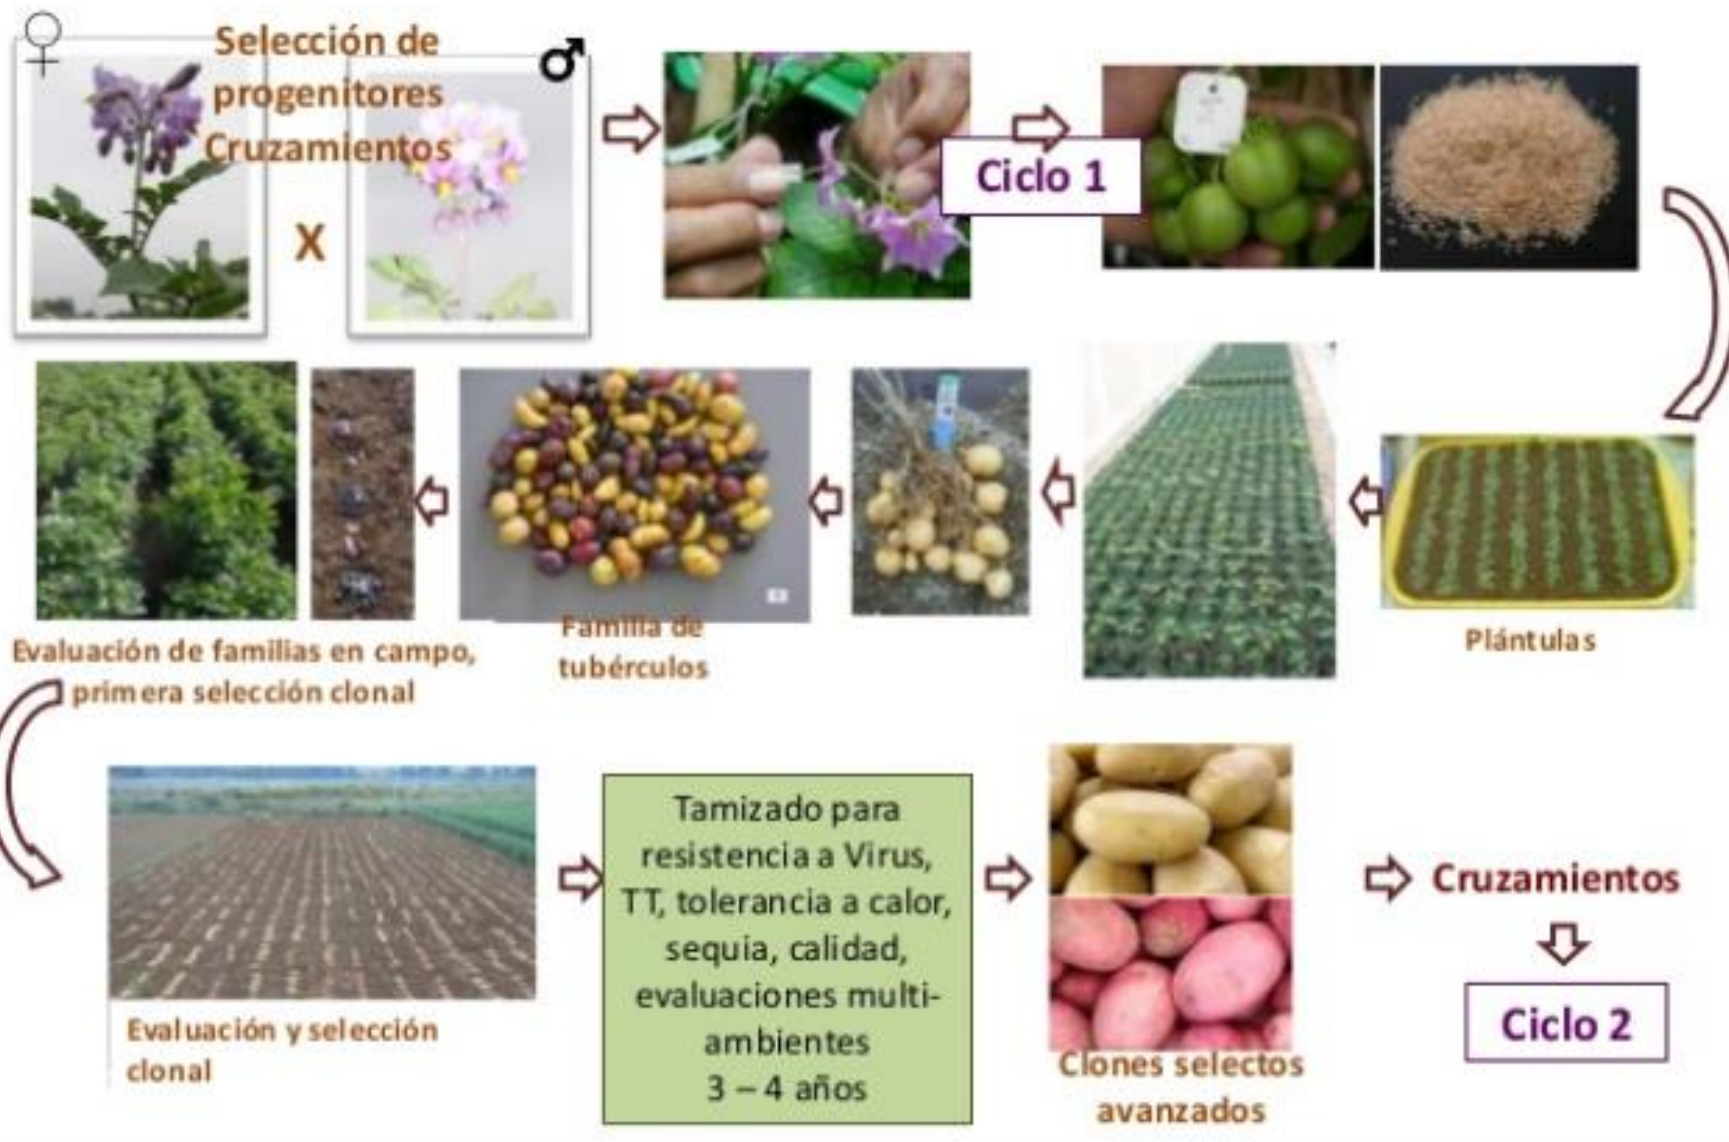 Selección de
progenitores
Cruzamientos
X
Ciclo 1
Plántulas
Familia de
tubérculos
Evaluación de familias en campo,
primera selección clonal
Evaluación y selección
clonal
Tamizado para
resistencia a Virus,
TT, tolerancia a calor,
sequia, calidad,
evaluaciones multi-
ambientes
3 – 4 años
Clones selectos
avanzados
Cruzamientos
Ciclo 2